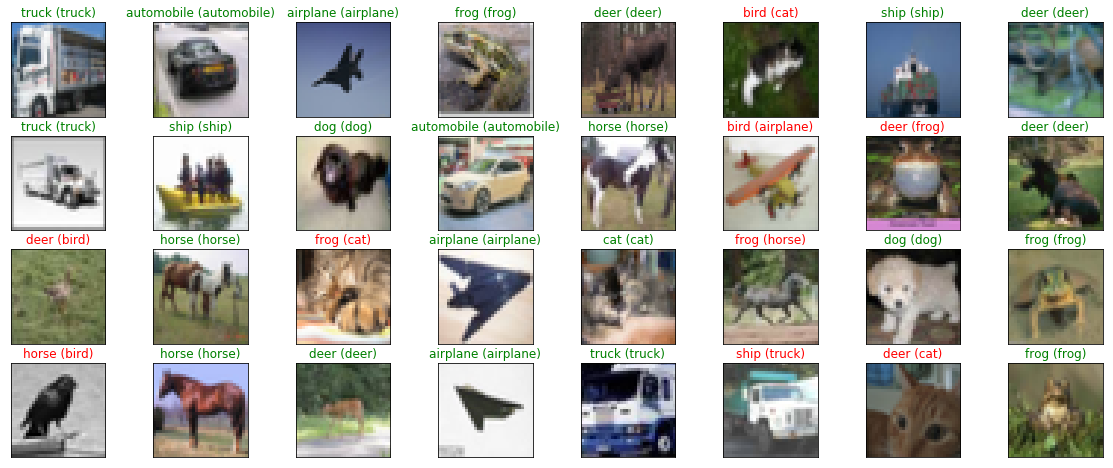 truck (truck) automobile (automobile) airplane (airplane) frog (frog) deer (deer) bird (cat) ship (ship) deer (deer)
truck (truck) ship (ship) dog (dog) automobile (automobile) horse (horse) bird (airplane) deer (frog) deer (deer)
deer (bird) horse (horse) frog (cat) airplane (airplane) cat (cat) frog (horse) dog (dog) frog (frog)
horse (bird) horse (horse) deer (deer) airplane (airplane) truck (truck) ship (truck) deer (cat) frog (frog)